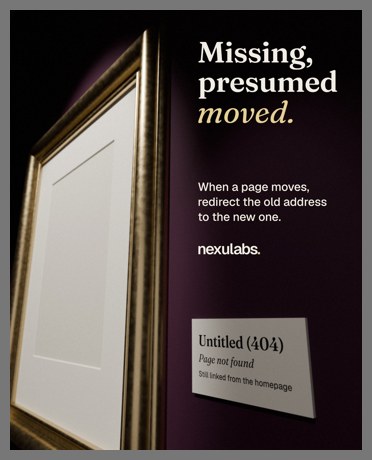 Missing,
presumed
moved.
When a page moves,
redirect the old address
to the new one.
nexulabs.
Untitled (404)
Page not found
Still linked from the homepage